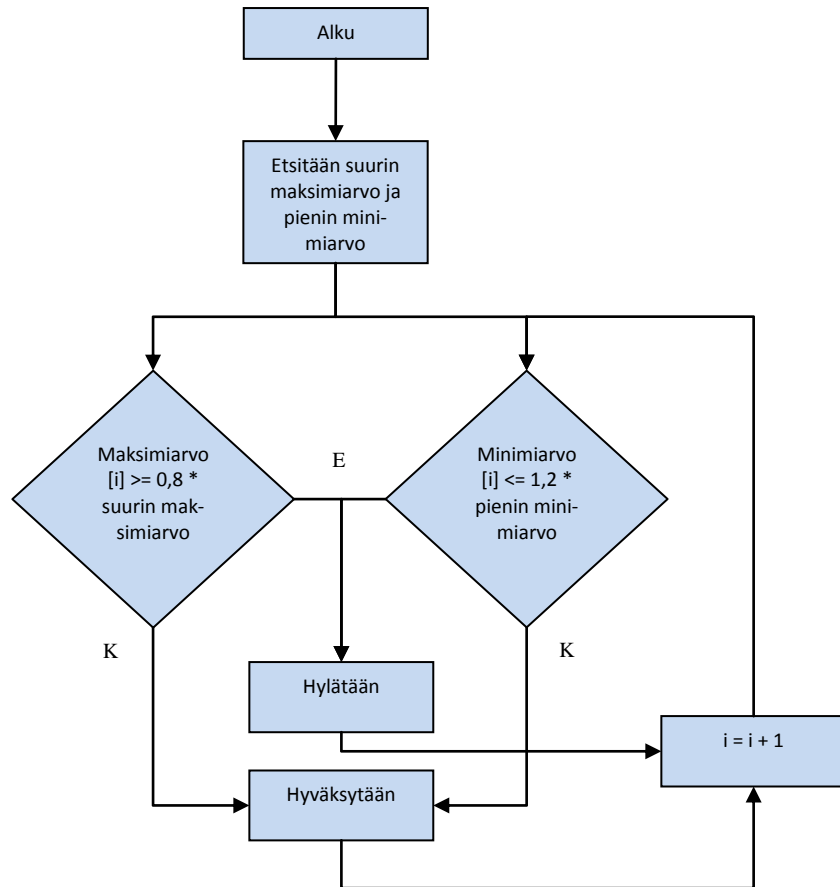 Alku
Etsitään suurin
maksimiarvo ja
pienin mini-
miarvo
Maksimiarvo
[i] >= 0,8 *
suurin mak-
simiarvo
E
Minimiarvo
[i] <= 1,2 *
pienin mini-
miarvo
K
K
Hylätään
i = i + 1
Hyväksytään